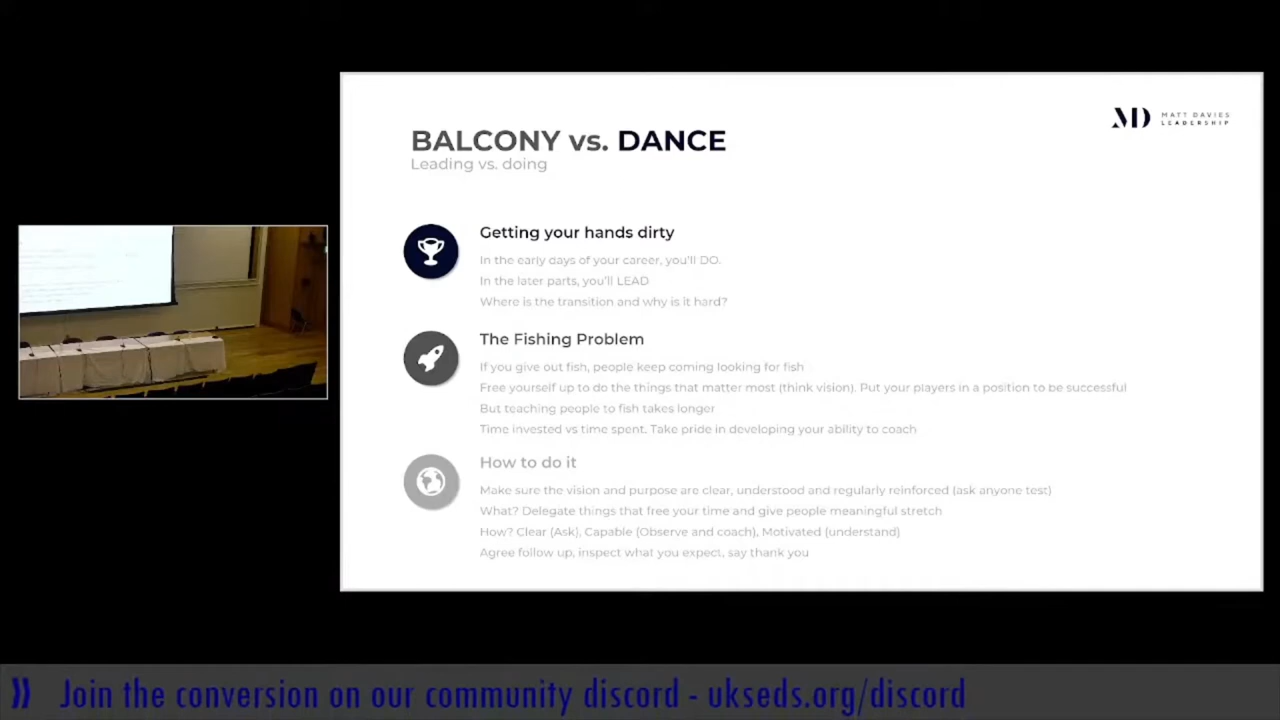 BALCONY vs. DANCE
Leading vs. doing
MD MATT DAVIES
LEADERSHIP
Getting your hands dirty
In the early days of your career, you'll DO.
In the later parts, you'll LEAD
Where is the transition and why is it hard?
The Fishing Problem
If you give out fish, people keep coming looking for fish
Free yourself up to do the things that matter most (think vision). Put your players in a position to be successful
But teaching people to fish takes longer
Time invested vs time spent. Take pride in developing your ability to coach
How to do it
Make sure the vision and purpose are clear, understood and regularly reinforced (ask anyone test)
What? Delegate things that free your time and give people meaningful stretch
How? Clear (Ask), Capable (Observe and coach), Motivated (understand)
Agree follow up, inspect what you expect, say thank you
» Join the conversion on our community discord - ukseds.org/discord